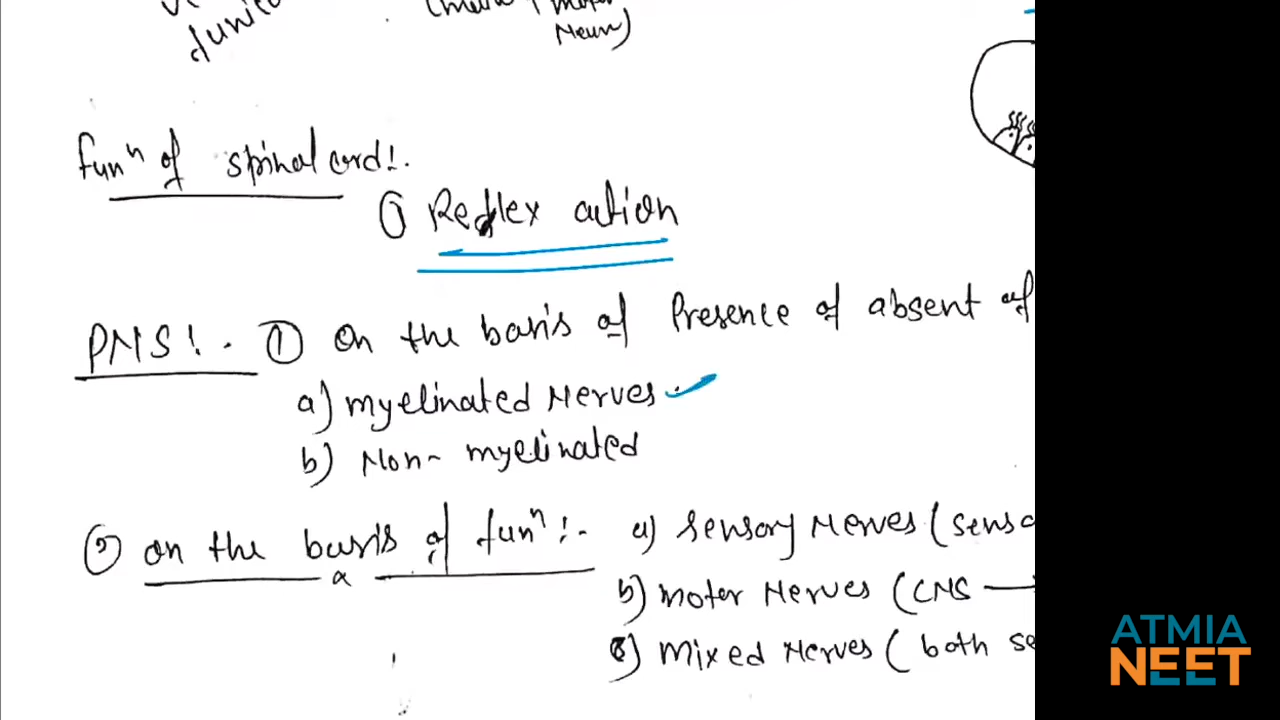 Neun)
funⁿ of spinal cord:.
① Reflex action
PNS:. ① on the basis of Presence of absent of
a) myelinated Nerves
b) Non- myelinated
② on the basis of funⁿ:-
a) Sensory Nerves (senso
b) motor Nerves (CNS →
c) mixed Nerves ( both se
ATMIA
NEET